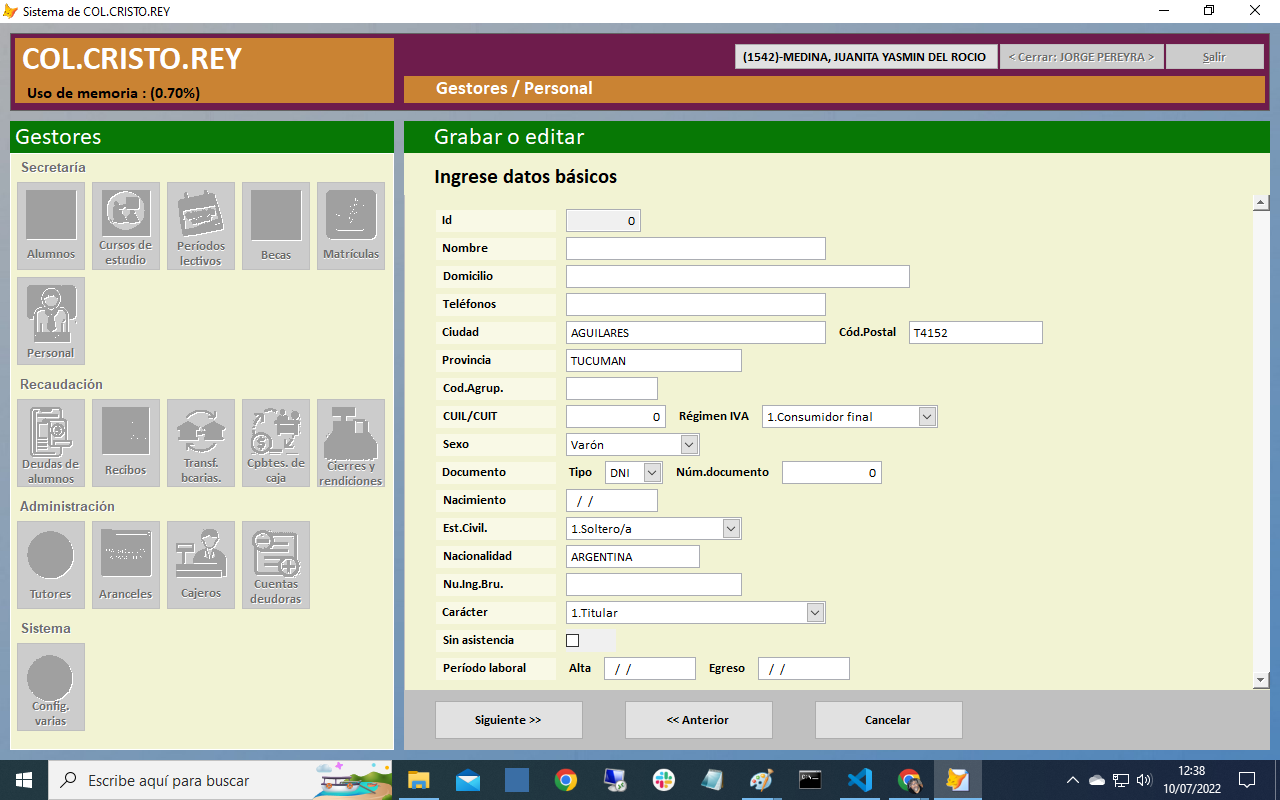 Sistema de COL.CRISTO.REY
COL.CRISTO.REY
Uso de memoria : (0.70%)
(1542)-MEDINA, JUANITA YASMIN DEL ROCIO
< Cerrar: JORGE PEREYRA >
Salir
Gestores / Personal
Gestores
Secretaría
Alumnos
Cursos de
estudio
Períodos
lectivos
Becas
Matrículas
Personal
Recaudación
Deudas de
alumnos
Recibos
Transf.
bcarias.
Cpbtes. de
caja
Cierres y
rendiciones
Administración
Tutores
Aranceles
Cajeros
Cuentas
deudoras
Sistema
Config.
varias
Grabar o editar
Ingrese datos básicos
Id 0
Nombre
Domicilio
Teléfonos
Ciudad AGUILARES Cód.Postal T4152
Provincia TUCUMAN
Cod.Agrup.
CUIL/CUIT 0 Régimen IVA 1.Consumidor final
Sexo Varón
Documento Tipo DNI Núm.documento 0
Nacimiento / /
Est.Civil. 1.Soltero/a
Nacionalidad ARGENTINA
Nu.Ing.Bru.
Carácter 1.Titular
Sin asistencia
Período laboral Alta / / Egreso / /
Siguiente >> << Anterior Cancelar
Escribe aquí para buscar
12:38
10/07/2022